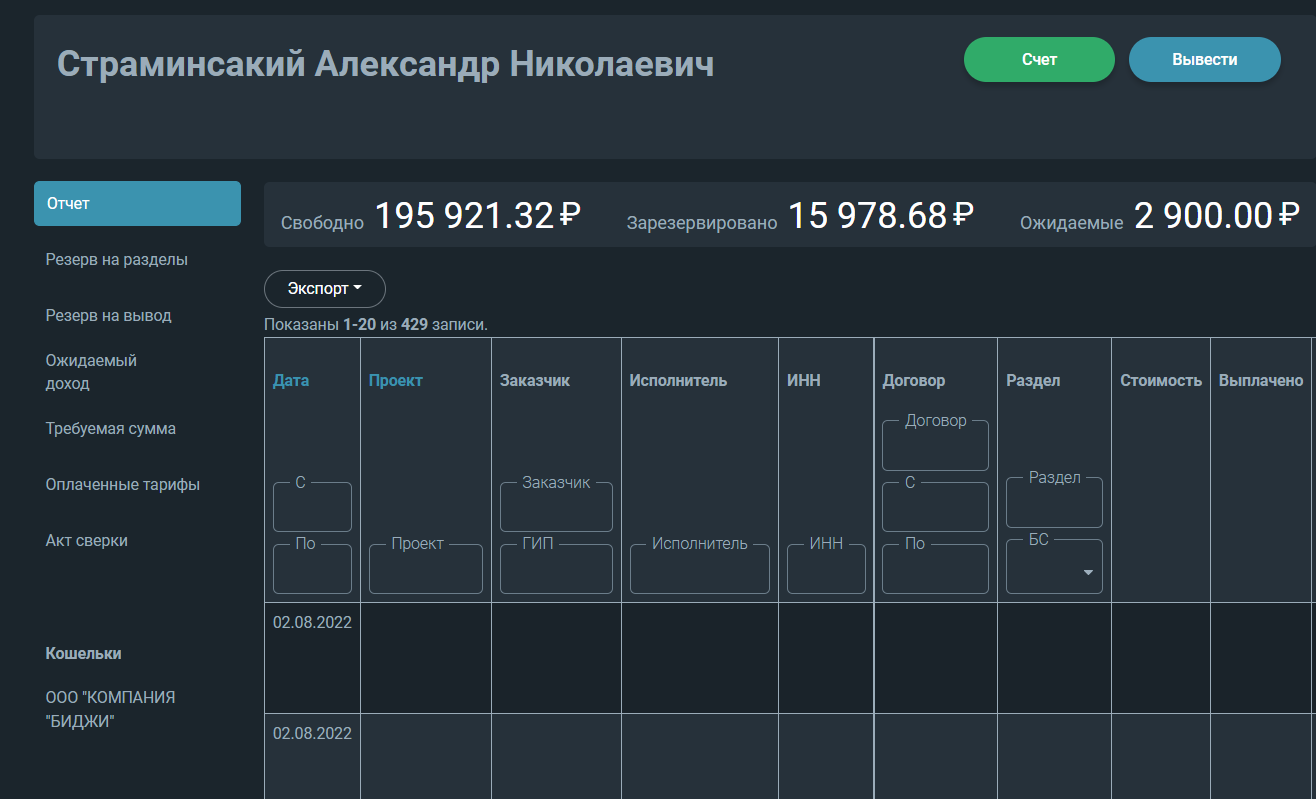 Страминсакий Александр Николаевич
Счет
Вывести
Отчет
Резерв на разделы
Резерв на вывод
Ожидаемый
доход
Требуемая сумма
Оплаченные тарифы
Акт сверки
Кошельки
ООО "КОМПАНИЯ
"БИДЖИ"
Свободно 195 921.32 ₽ Зарезервировано 15 978.68 ₽ Ожидаемые 2 900.00 ₽
Экспорт
Показаны 1-20 из 429 записи.
Дата Проект Заказчик Исполнитель ИНН Договор Раздел Стоимость Выплачено
Договор
Раздел
С Заказчик С
По Проект ГИП Исполнитель ИНН По БС
02.08.2022
02.08.2022